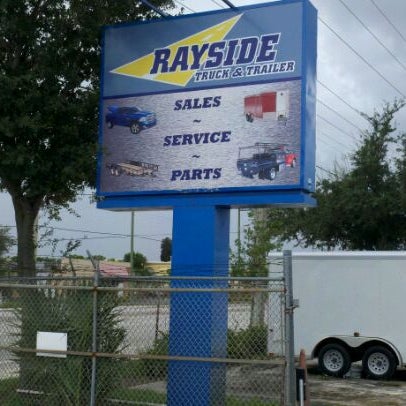 RAYSIDE
TRUCK & TRAILER
SALES
~
SERVICE
~
PARTS